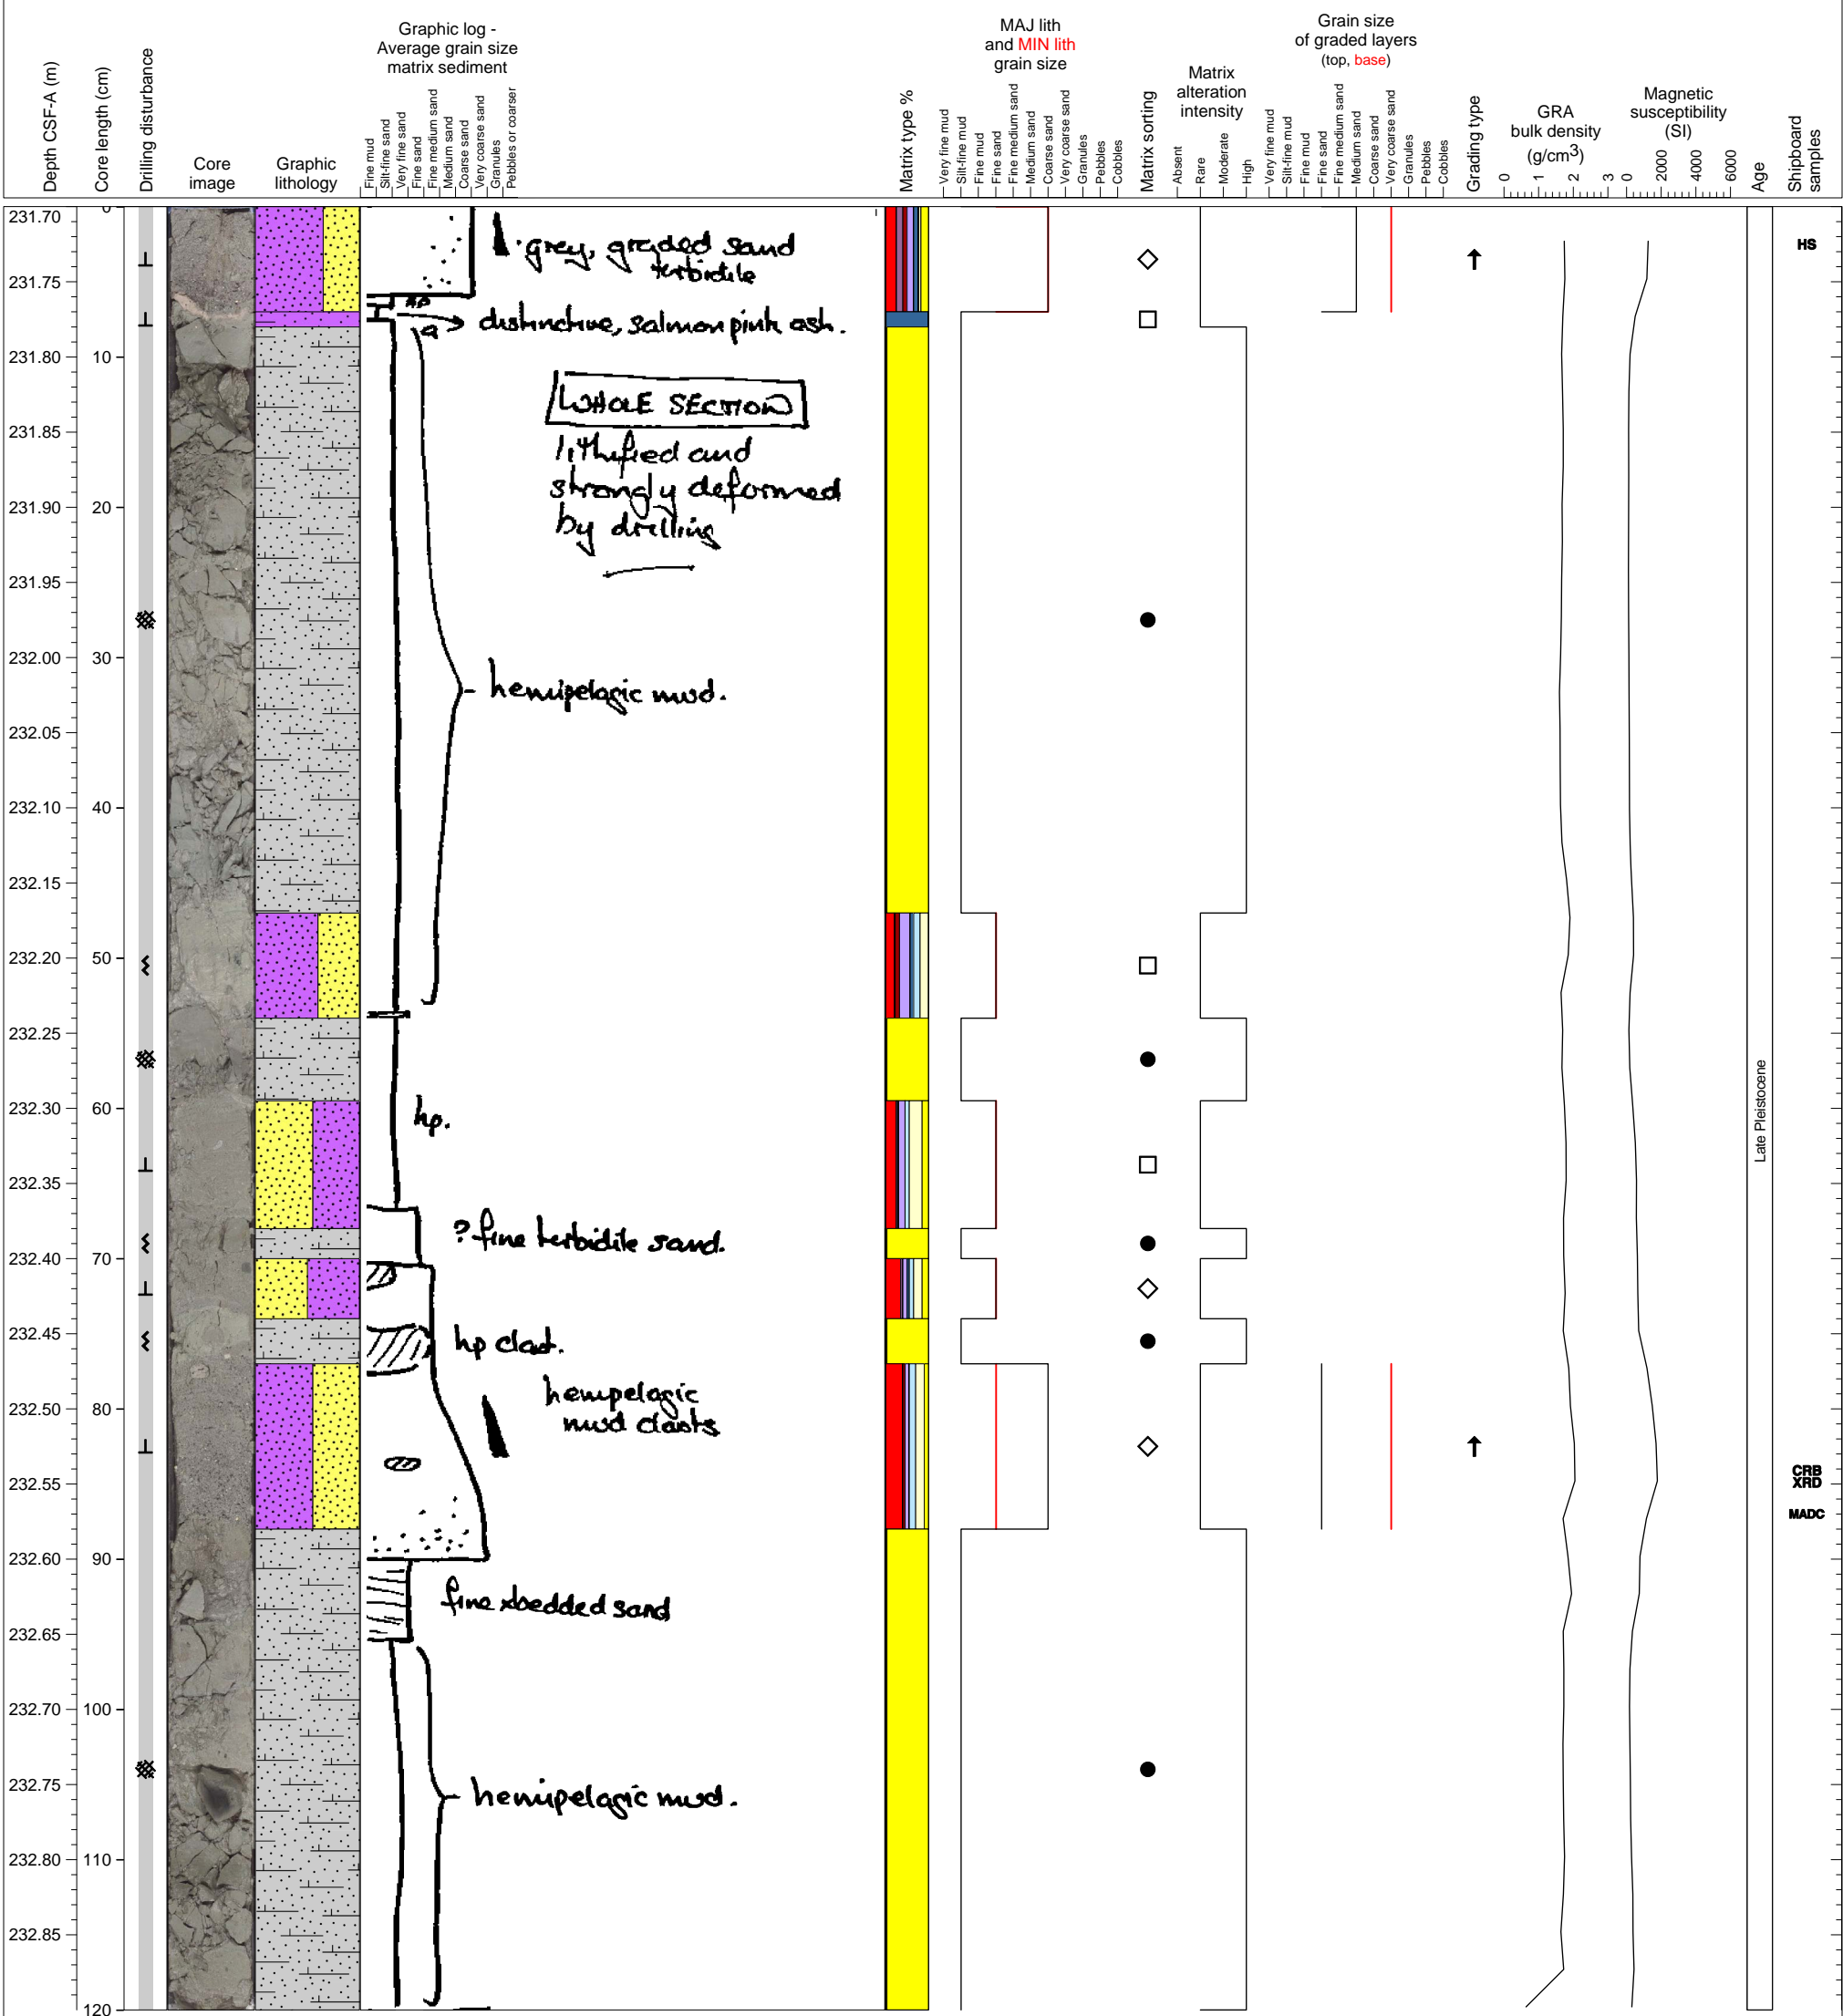 Depth CSF-A (m)
Core length (cm)
Drilling disturbance
Core
image
Graphic
lithology
Graphic log -
Average grain size
matrix sediment
Fine mud
Silt-fine sand
Very fine sand
Fine sand
Fine medium sand
Medium sand
Coarse sand
Very coarse sand
Granules
Pebbles or coarser
Matrix type %
MAJ lith
and MIN lith
grain size
Very fine mud
Silt-fine mud
Fine mud
Fine sand
Fine medium sand
Medium sand
Coarse sand
Very coarse sand
Granules
Pebbles
Cobbles
Matrix sorting
Matrix
alteration
intensity
Absent
Rare
Moderate
High
Grain size
of graded layers
(top, base)
Very fine mud
Silt-fine mud
Fine mud
Fine sand
Fine medium sand
Medium sand
Coarse sand
Very coarse sand
Granules
Pebbles
Cobbles
Grading type
GRA
bulk density
(g/cm3)
0 1 2 3
Magnetic
susceptibility
(SI)
0 2000 4000 6000
Age
Shipboard
samples
231.70 0
grey, graded sand
turbidite
HS
231.75
distinctive, salmon pink ash.
231.80 10
WHOLE SECTION
231.85
lithified and
strongly deformed
by drilling
231.90 20
231.95
232.00 30
hemipelagic mud.
232.05
232.10 40
232.15
232.20 50
232.25
232.30 60
hp.
Late Pleistocene
232.35
? fine turbidite sand.
232.40 70
232.45
hp clast.
hempelagic
mud clasts
232.50 80
232.55
CRB
XRD
MADC
232.60 90
fine xbedded sand
232.65
232.70 100
232.75
hemipelagic mud.
232.80 110
232.85
120